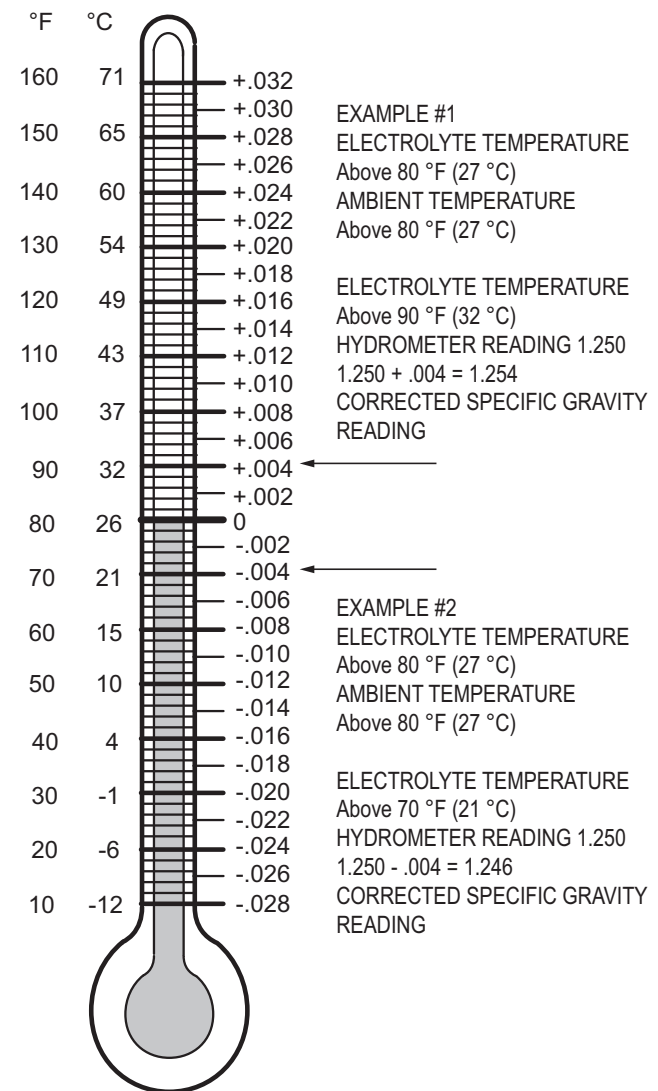 °F °C
160 71 +.032
+.030
150 65 +.028
+.026
140 60 +.024
+.022
130 54 +.020
+.018
120 49 +.016
+.014
110 43 +.012
+.010
100 37 +.008
+.006
90 32 +.004
+.002
80 26 0
-.002
70 21 -.004
-.006
60 15 -.008
-.010
50 10 -.012
-.014
40 4 -.016
-.018
30 -1 -.020
-.022
20 -6 -.024
-.026
10 -12 -.028
EXAMPLE #1
ELECTROLYTE TEMPERATURE
Above 80 °F (27 °C)
AMBIENT TEMPERATURE
Above 80 °F (27 °C)
ELECTROLYTE TEMPERATURE
Above 90 °F (32 °C)
HYDROMETER READING 1.250
1.250 + .004 = 1.254
CORRECTED SPECIFIC GRAVITY
READING
EXAMPLE #2
ELECTROLYTE TEMPERATURE
Above 80 °F (27 °C)
AMBIENT TEMPERATURE
Above 80 °F (27 °C)
ELECTROLYTE TEMPERATURE
Above 70 °F (21 °C)
HYDROMETER READING 1.250
1.250 - .004 = 1.246
CORRECTED SPECIFIC GRAVITY
READING